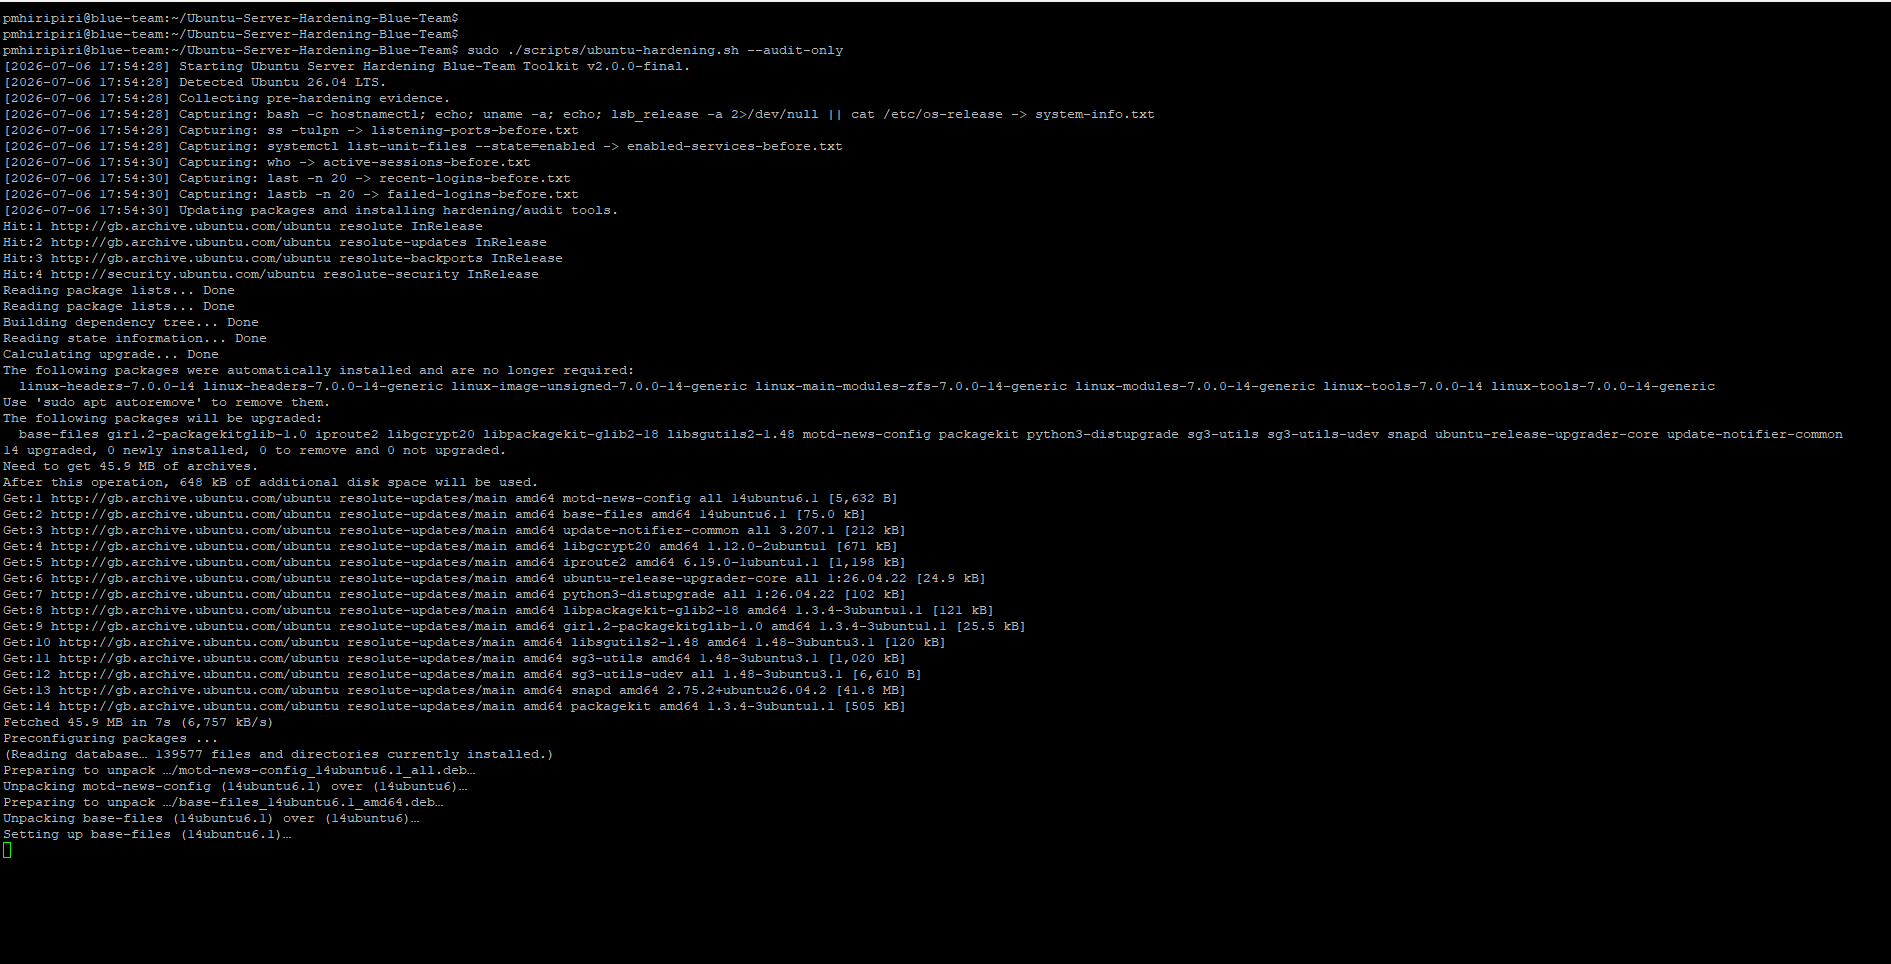 pmhiripiri@blue-team:~/Ubuntu-Server-Hardening-Blue-Team$
pmhiripiri@blue-team:~/Ubuntu-Server-Hardening-Blue-Team$
pmhiripiri@blue-team:~/Ubuntu-Server-Hardening-Blue-Team$ sudo ./scripts/ubuntu-hardening.sh --audit-only
[2026-07-06 17:54:28] Starting Ubuntu Server Hardening Blue-Team Toolkit v2.0.0-final.
[2026-07-06 17:54:28] Detected Ubuntu 26.04 LTS.
[2026-07-06 17:54:28] Collecting pre-hardening evidence.
[2026-07-06 17:54:28] Capturing: bash -c hostnamectl; echo; uname -a; echo; lsb_release -a 2>/dev/null || cat /etc/os-release -> system-info.txt
[2026-07-06 17:54:28] Capturing: ss -tulpn -> listening-ports-before.txt
[2026-07-06 17:54:28] Capturing: systemctl list-unit-files --state=enabled -> enabled-services-before.txt
[2026-07-06 17:54:30] Capturing: who -> active-sessions-before.txt
[2026-07-06 17:54:30] Capturing: last -n 20 -> recent-logins-before.txt
[2026-07-06 17:54:30] Capturing: lastb -n 20 -> failed-logins-before.txt
[2026-07-06 17:54:30] Updating packages and installing hardening/audit tools.
Hit:1 http://gb.archive.ubuntu.com/ubuntu resolute InRelease
Hit:2 http://gb.archive.ubuntu.com/ubuntu resolute-updates InRelease
Hit:3 http://gb.archive.ubuntu.com/ubuntu resolute-backports InRelease
Hit:4 http://security.ubuntu.com/ubuntu resolute-security InRelease
Reading package lists... Done
Reading package lists... Done
Building dependency tree... Done
Reading state information... Done
Calculating upgrade... Done
The following packages were automatically installed and are no longer required:
  linux-headers-7.0.0-14 linux-headers-7.0.0-14-generic linux-image-unsigned-7.0.0-14-generic linux-main-modules-zfs-7.0.0-14-generic linux-modules-7.0.0-14-generic linux-tools-7.0.0-14 linux-tools-7.0.0-14-generic
Use 'sudo apt autoremove' to remove them.
The following packages will be upgraded:
  base-files gir1.2-packagekitglib-1.0 iproute2 libgcrypt20 libpackagekit-glib2-18 libsgutils2-1.48 motd-news-config packagekit python3-distupgrade sg3-utils sg3-utils-udev snapd ubuntu-release-upgrader-core update-notifier-common
14 upgraded, 0 newly installed, 0 to remove and 0 not upgraded.
Need to get 45.9 MB of archives.
After this operation, 648 kB of additional disk space will be used.
Get:1 http://gb.archive.ubuntu.com/ubuntu resolute-updates/main amd64 motd-news-config all 14ubuntu6.1 [5,632 B]
Get:2 http://gb.archive.ubuntu.com/ubuntu resolute-updates/main amd64 base-files amd64 14ubuntu6.1 [75.0 kB]
Get:3 http://gb.archive.ubuntu.com/ubuntu resolute-updates/main amd64 update-notifier-common all 3.207.1 [212 kB]
Get:4 http://gb.archive.ubuntu.com/ubuntu resolute-updates/main amd64 libgcrypt20 amd64 1.12.0-2ubuntu1 [671 kB]
Get:5 http://gb.archive.ubuntu.com/ubuntu resolute-updates/main amd64 iproute2 amd64 6.19.0-1ubuntu1.1 [1,198 kB]
Get:6 http://gb.archive.ubuntu.com/ubuntu resolute-updates/main amd64 ubuntu-release-upgrader-core all 1:26.04.22 [24.9 kB]
Get:7 http://gb.archive.ubuntu.com/ubuntu resolute-updates/main amd64 python3-distupgrade all 1:26.04.22 [102 kB]
Get:8 http://gb.archive.ubuntu.com/ubuntu resolute-updates/main amd64 libpackagekit-glib2-18 amd64 1.3.4-3ubuntu1.1 [121 kB]
Get:9 http://gb.archive.ubuntu.com/ubuntu resolute-updates/main amd64 gir1.2-packagekitglib-1.0 amd64 1.3.4-3ubuntu1.1 [25.5 kB]
Get:10 http://gb.archive.ubuntu.com/ubuntu resolute-updates/main amd64 libsgutils2-1.48 amd64 1.48-3ubuntu3.1 [120 kB]
Get:11 http://gb.archive.ubuntu.com/ubuntu resolute-updates/main amd64 sg3-utils amd64 1.48-3ubuntu3.1 [1,020 kB]
Get:12 http://gb.archive.ubuntu.com/ubuntu resolute-updates/main amd64 sg3-utils-udev all 1.48-3ubuntu3.1 [6,610 B]
Get:13 http://gb.archive.ubuntu.com/ubuntu resolute-updates/main amd64 snapd amd64 2.75.2+ubuntu26.04.2 [41.8 MB]
Get:14 http://gb.archive.ubuntu.com/ubuntu resolute-updates/main amd64 packagekit amd64 1.3.4-3ubuntu1.1 [505 kB]
Fetched 45.9 MB in 7s (6,757 kB/s)
Preconfiguring packages ...
(Reading database… 139577 files and directories currently installed.)
Preparing to unpack …/motd-news-config_14ubuntu6.1_all.deb…
Unpacking motd-news-config (14ubuntu6.1) over (14ubuntu6)…
Preparing to unpack …/base-files_14ubuntu6.1_amd64.deb…
Unpacking base-files (14ubuntu6.1) over (14ubuntu6)…
Setting up base-files (14ubuntu6.1)…